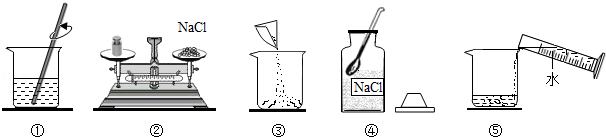 NaCl
NaCl
水
① ② ③ ④ ⑤